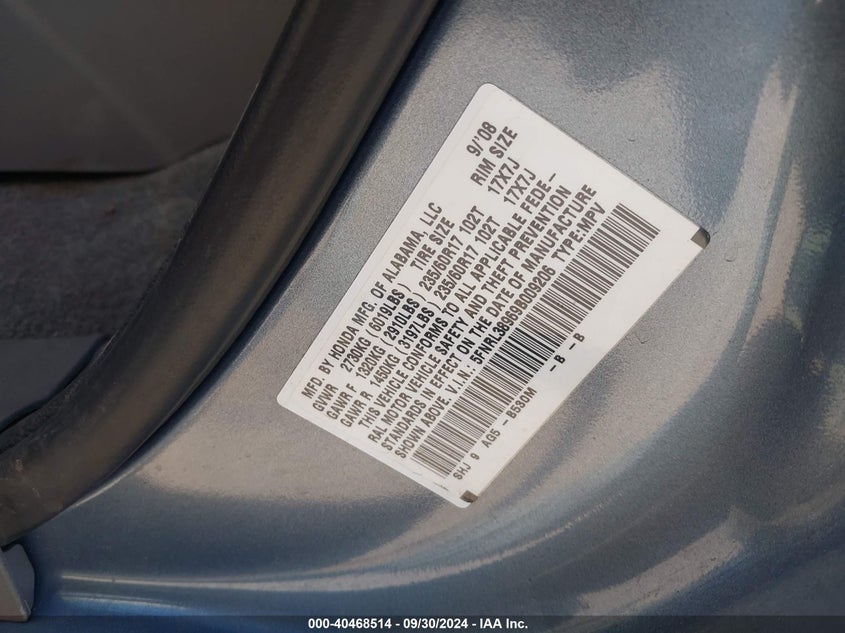 MFD. BY HONDA MFG. OF ALABAMA, LLC 9/'08
GVWR 2730KG (6019LBS) TIRE SIZE RIM SIZE
GAWR F 1320KG (2910LBS) 235/60R17 102T 17X7J
GAWR R 1450KG (3197LBS) 235/60R17 102T 17X7J
THIS VEHICLE CONFORMS TO ALL APPLICABLE FEDE-
RAL MOTOR VEHICLE SAFETY AND THEFT PREVENTION
STANDARDS IN EFFECT ON THE DATE OF MANUFACTURE
SHOWN ABOVE. V.I.N.: 5FNRL38669B009206 TYPE:MPV
SHJ 9 AG5 - B530M - B - B
000-40468514 - 09/30/2024 - IAA Inc.